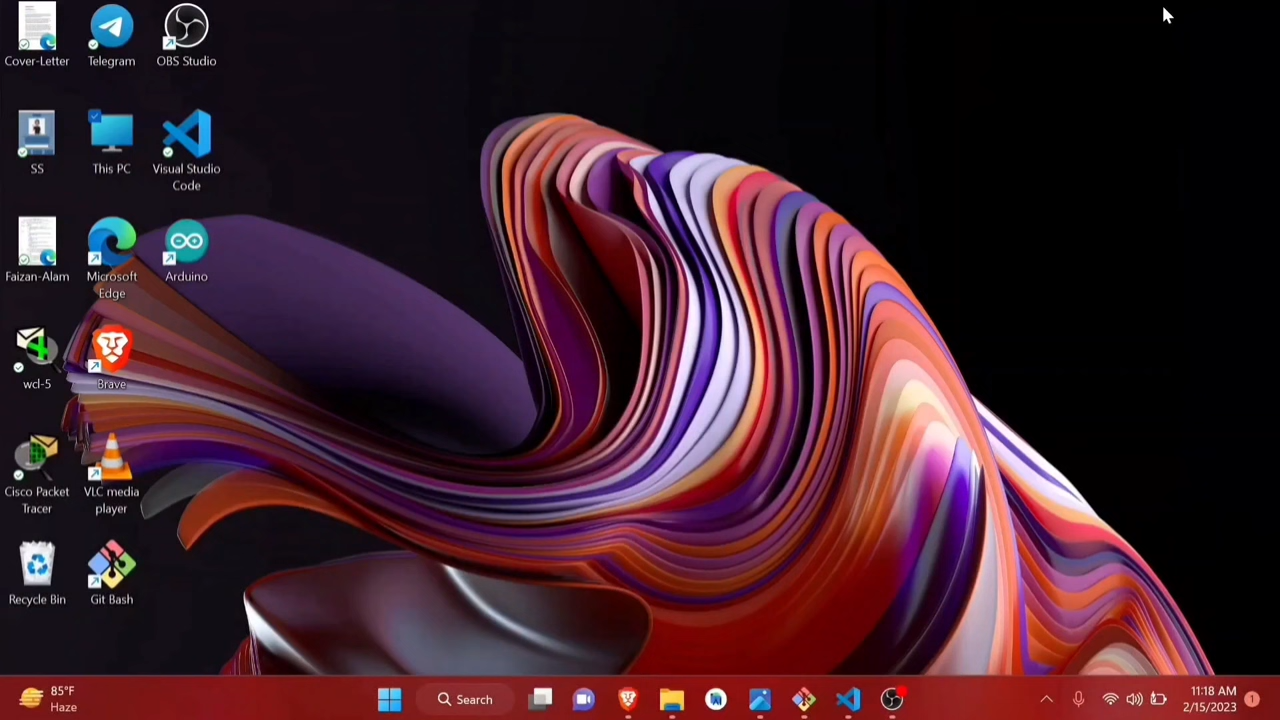 Cover-Letter
Telegram
OBS Studio
SS
This PC
Visual Studio
Code
Faizan-Alam
Microsoft
Edge
Arduino
wcl-5
Brave
Cisco Packet
Tracer
VLC media
player
Recycle Bin
Git Bash
85°F
Haze
Search
11:18 AM
2/15/2023
1